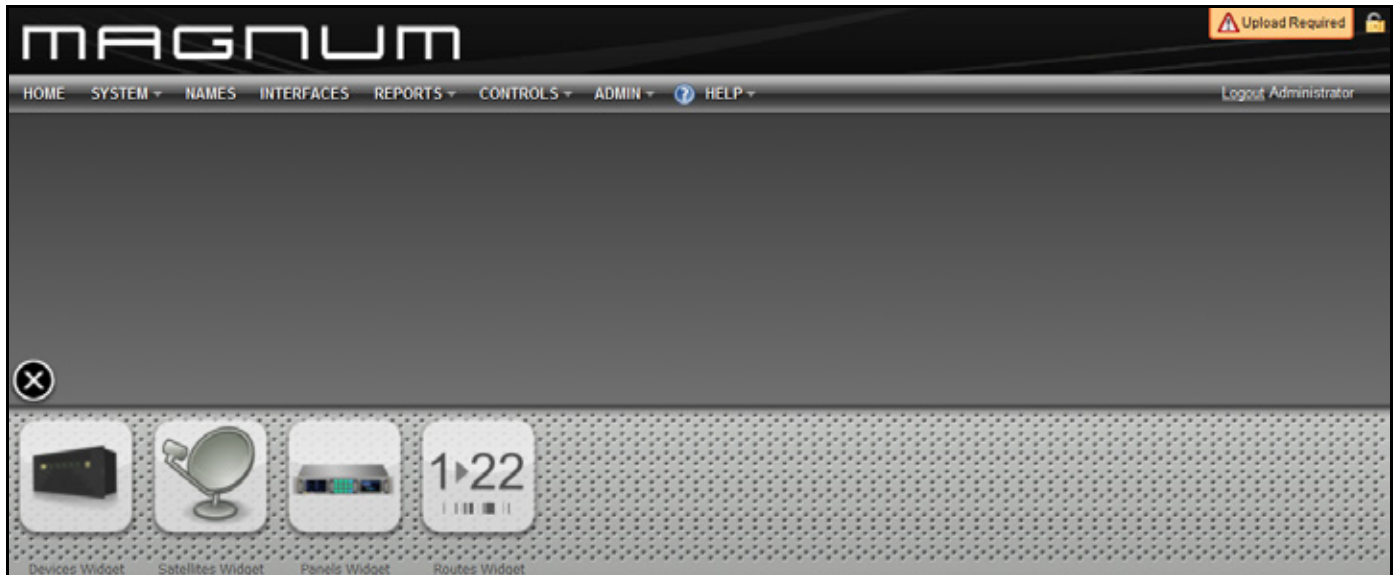 MAGNUM
Upload Required
HOME SYSTEM NAMES INTERFACES REPORTS CONTROLS ADMIN ? HELP
Logout Administrator
1▸22
Devices Widget Satellites Widget Panels Widget Routes Widget